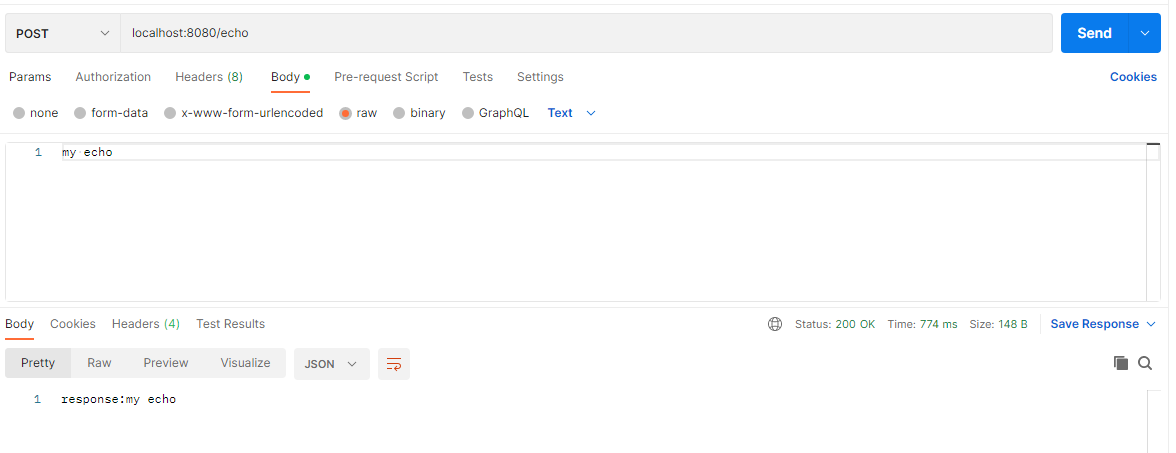 POST localhost:8080/echo Send
Params Authorization Headers (8) Body Pre-request Script Tests Settings Cookies
none form-data x-www-form-urlencoded raw binary GraphQL Text
1 my echo
Body Cookies Headers (4) Test Results Status: 200 OK Time: 774 ms Size: 148 B Save Response
Pretty Raw Preview Visualize JSON
1 response:my echo